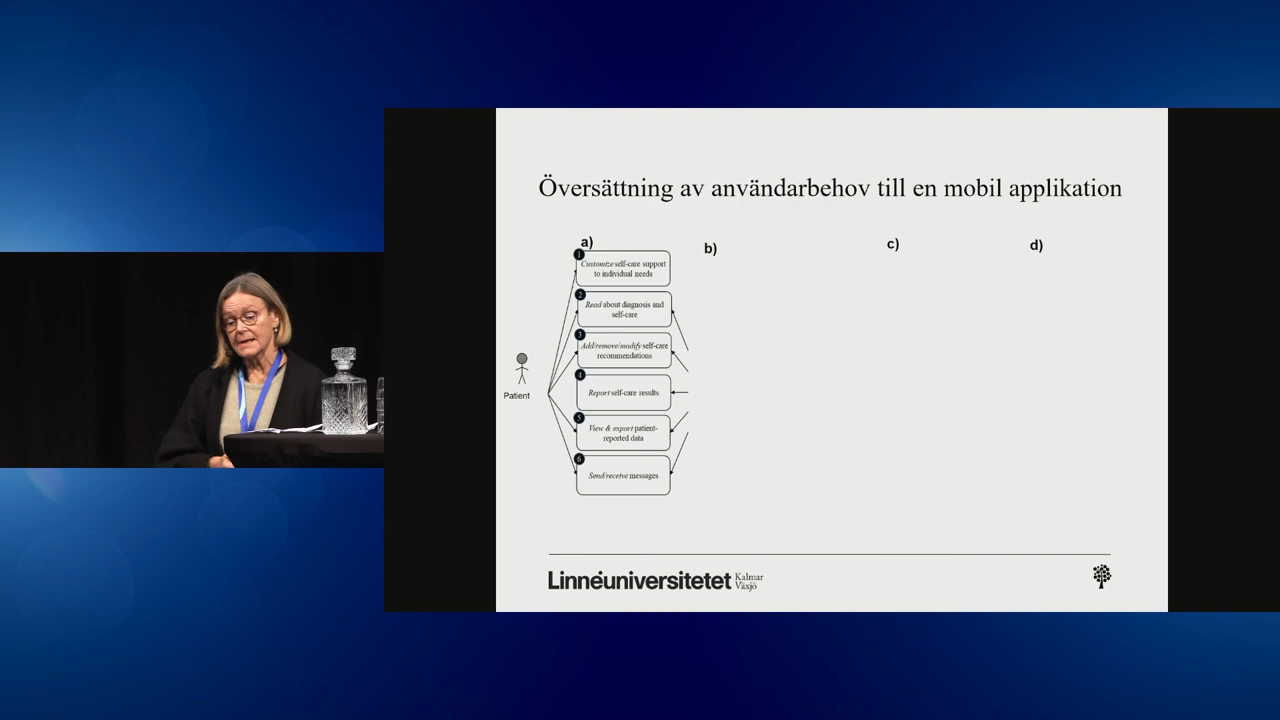 Översättning av användarbehov till en mobil applikation
a)
b)
c)
d)
1
Customize self-care support
to individual needs
2
Read about diagnosis and
self-care
3
Add/remove/modify self-care
recommendations
4
Report self-care results
5
View & export patient-
reported data
6
Send/receive messages
Patient
Linnéuniversitetet Kalmar
Växjö